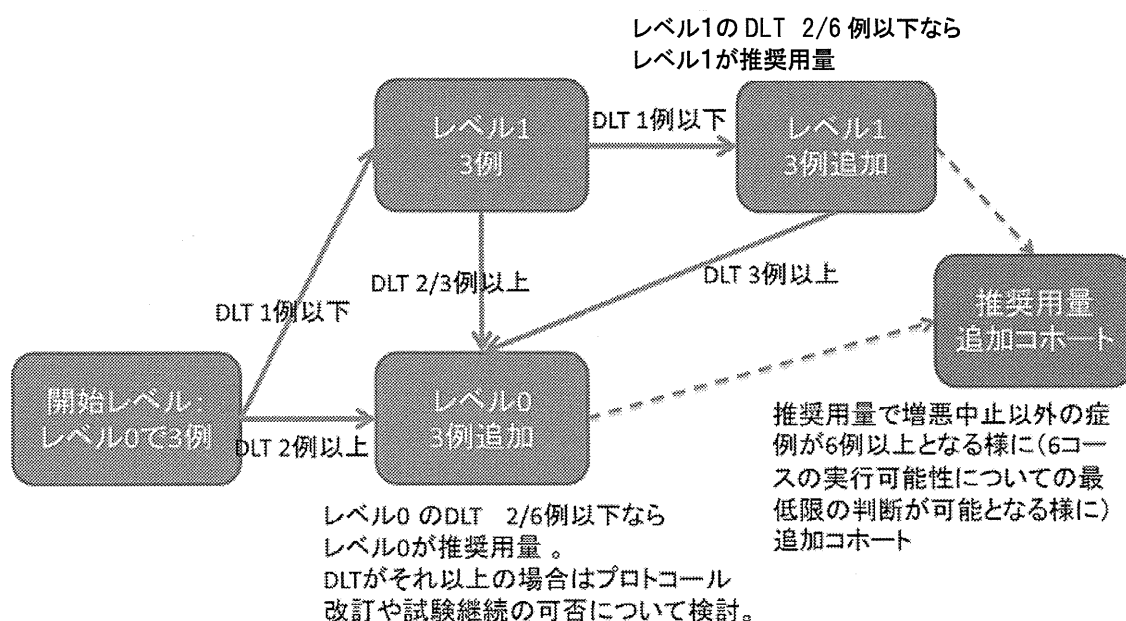 レベル1の DLT 2/6 例以下なら
レベル1が推奨用量
レベル1
3例
DLT 1例以下
レベル1
3例追加
DLT 2/3例以上
DLT 3例以上
DLT 1例以下
推奨用量
追加コホート
開始レベル:
レベル0で3例
DLT 2例以上
レベル0
3例追加
推奨用量で増悪中止以外の症
例が6例以上となる様に(6コー
スの実行可能性についての最
低限の判断が可能となる様に)
追加コホート
レベル0 のDLT 2/6例以下なら
レベル0が推奨用量 。
DLTがそれ以上の場合はプロトコール
改訂や試験継続の可否について検討。